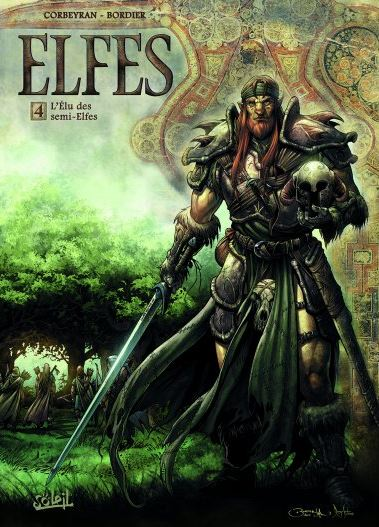 CORBEYRAN - BORDIER
ELFES
4 L'Élu des
semi-Elfes
SOLEIL